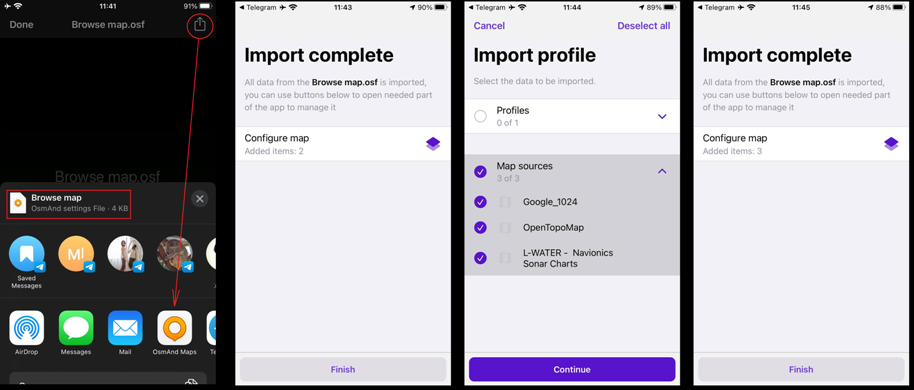 11:41
91%
Done
Browse map.osf
Browse map.osf
Browse map
OsmAnd settings File · 4 KB
Saved
Messages
M
AirDrop
Messages
Mail
OsmAnd Maps
Te
Telegram
11:43
90%
Import complete
All data from the Browse map.osf is imported,
you can use buttons below to open needed part
of the app to manage it
Configure map
Added items: 2
Finish
Telegram
11:44
89%
Cancel
Deselect all
Import profile
Select the data to be imported.
Profiles
0 of 1
Map sources
3 of 3
Google_1024
OpenTopoMap
L-WATER - Navionics
Sonar Charts
Continue
Telegram
11:45
88%
Import complete
All data from the Browse map.osf is imported,
you can use buttons below to open needed part
of the app to manage it
Configure map
Added items: 3
Finish